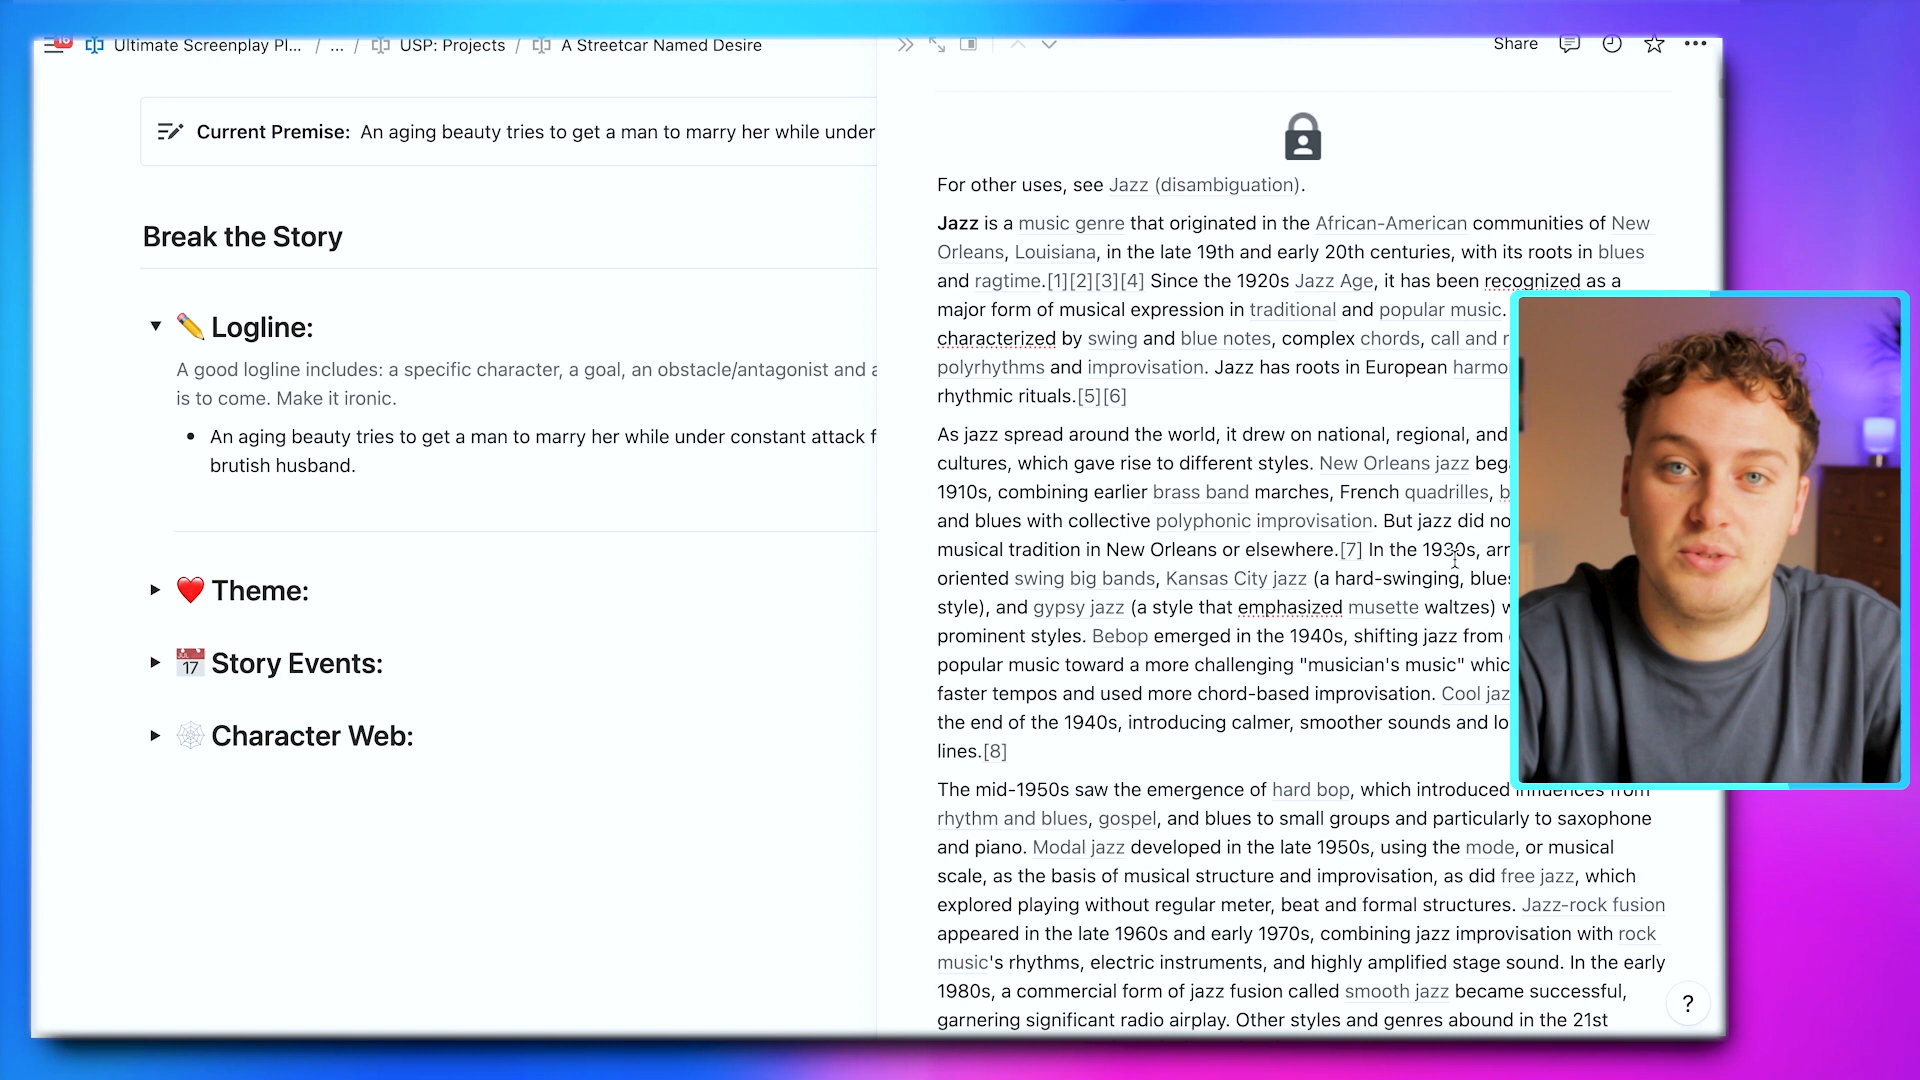 16
Ultimate Screenplay Pl... / ... / USP: Projects / A Streetcar Named Desire
Share
Current Premise: An aging beauty tries to get a man to marry her while under
Break the Story
Logline:
A good logline includes: a specific character, a goal, an obstacle/antagonist and a
is to come. Make it ironic.
• An aging beauty tries to get a man to marry her while under constant attack f
brutish husband.
Theme:
JUL
17
Story Events:
Character Web:
For other uses, see Jazz (disambiguation).
Jazz is a music genre that originated in the African-American communities of New
Orleans, Louisiana, in the late 19th and early 20th centuries, with its roots in blues
and ragtime.[1][2][3][4] Since the 1920s Jazz Age, it has been recognized as a
major form of musical expression in traditional and popular music.
characterized by swing and blue notes, complex chords, call and r
polyrhythms and improvisation. Jazz has roots in European harmo
rhythmic rituals.[5][6]
As jazz spread around the world, it drew on national, regional, and
cultures, which gave rise to different styles. New Orleans jazz beg
1910s, combining earlier brass band marches, French quadrilles, b
and blues with collective polyphonic improvisation. But jazz did no
musical tradition in New Orleans or elsewhere.[7] In the 1930s, arr
oriented swing big bands, Kansas City jazz (a hard-swinging, blues
style), and gypsy jazz (a style that emphasized musette waltzes) w
prominent styles. Bebop emerged in the 1940s, shifting jazz from
popular music toward a more challenging "musician's music" whic
faster tempos and used more chord-based improvisation. Cool jaz
the end of the 1940s, introducing calmer, smoother sounds and lo
lines.[8]
The mid-1950s saw the emergence of hard bop, which introduced influences from
rhythm and blues, gospel, and blues to small groups and particularly to saxophone
and piano. Modal jazz developed in the late 1950s, using the mode, or musical
scale, as the basis of musical structure and improvisation, as did free jazz, which
explored playing without regular meter, beat and formal structures. Jazz-rock fusion
appeared in the late 1960s and early 1970s, combining jazz improvisation with rock
music's rhythms, electric instruments, and highly amplified stage sound. In the early
1980s, a commercial form of jazz fusion called smooth jazz became successful,
garnering significant radio airplay. Other styles and genres abound in the 21st
?